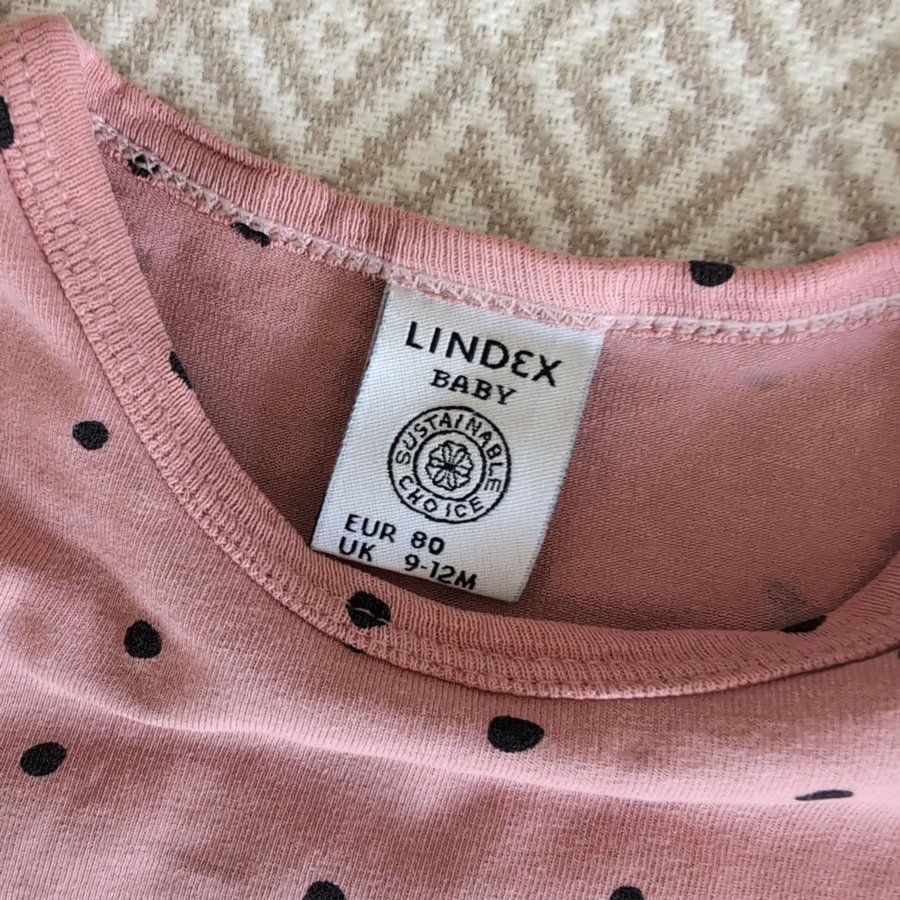 LINDEX
BABY
SUSTAINABLE
CHOICE
EUR 80
UK 9-12M